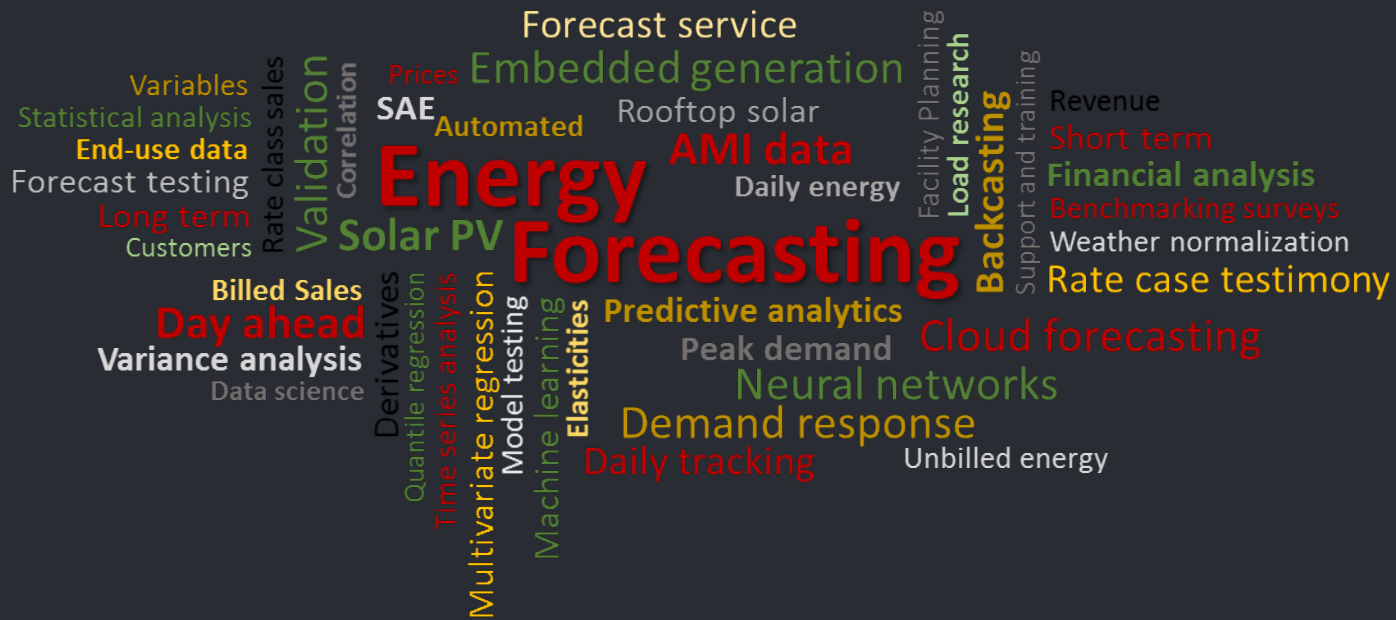 Forecast service
Variables
Statistical analysis
End-use data
Forecast testing
Long term
Customers
Rate class sales
Validation
Correlation
Prices
Embedded generation
SAE
Automated
Rooftop solar
Energy
AMI data
Daily energy
Solar PV
Forecasting
Facility Planning
Load research
Backcasting
Support and training
Revenue
Short term
Financial analysis
Benchmarking surveys
Weather normalization
Rate case testimony
Billed Sales
Day ahead
Variance analysis
Data science
Derivatives
Quantile regression
Time series analysis
Multivariate regression
Model testing
Machine learning
Elasticities
Predictive analytics
Peak demand
Cloud forecasting
Neural networks
Demand response
Daily tracking
Unbilled energy